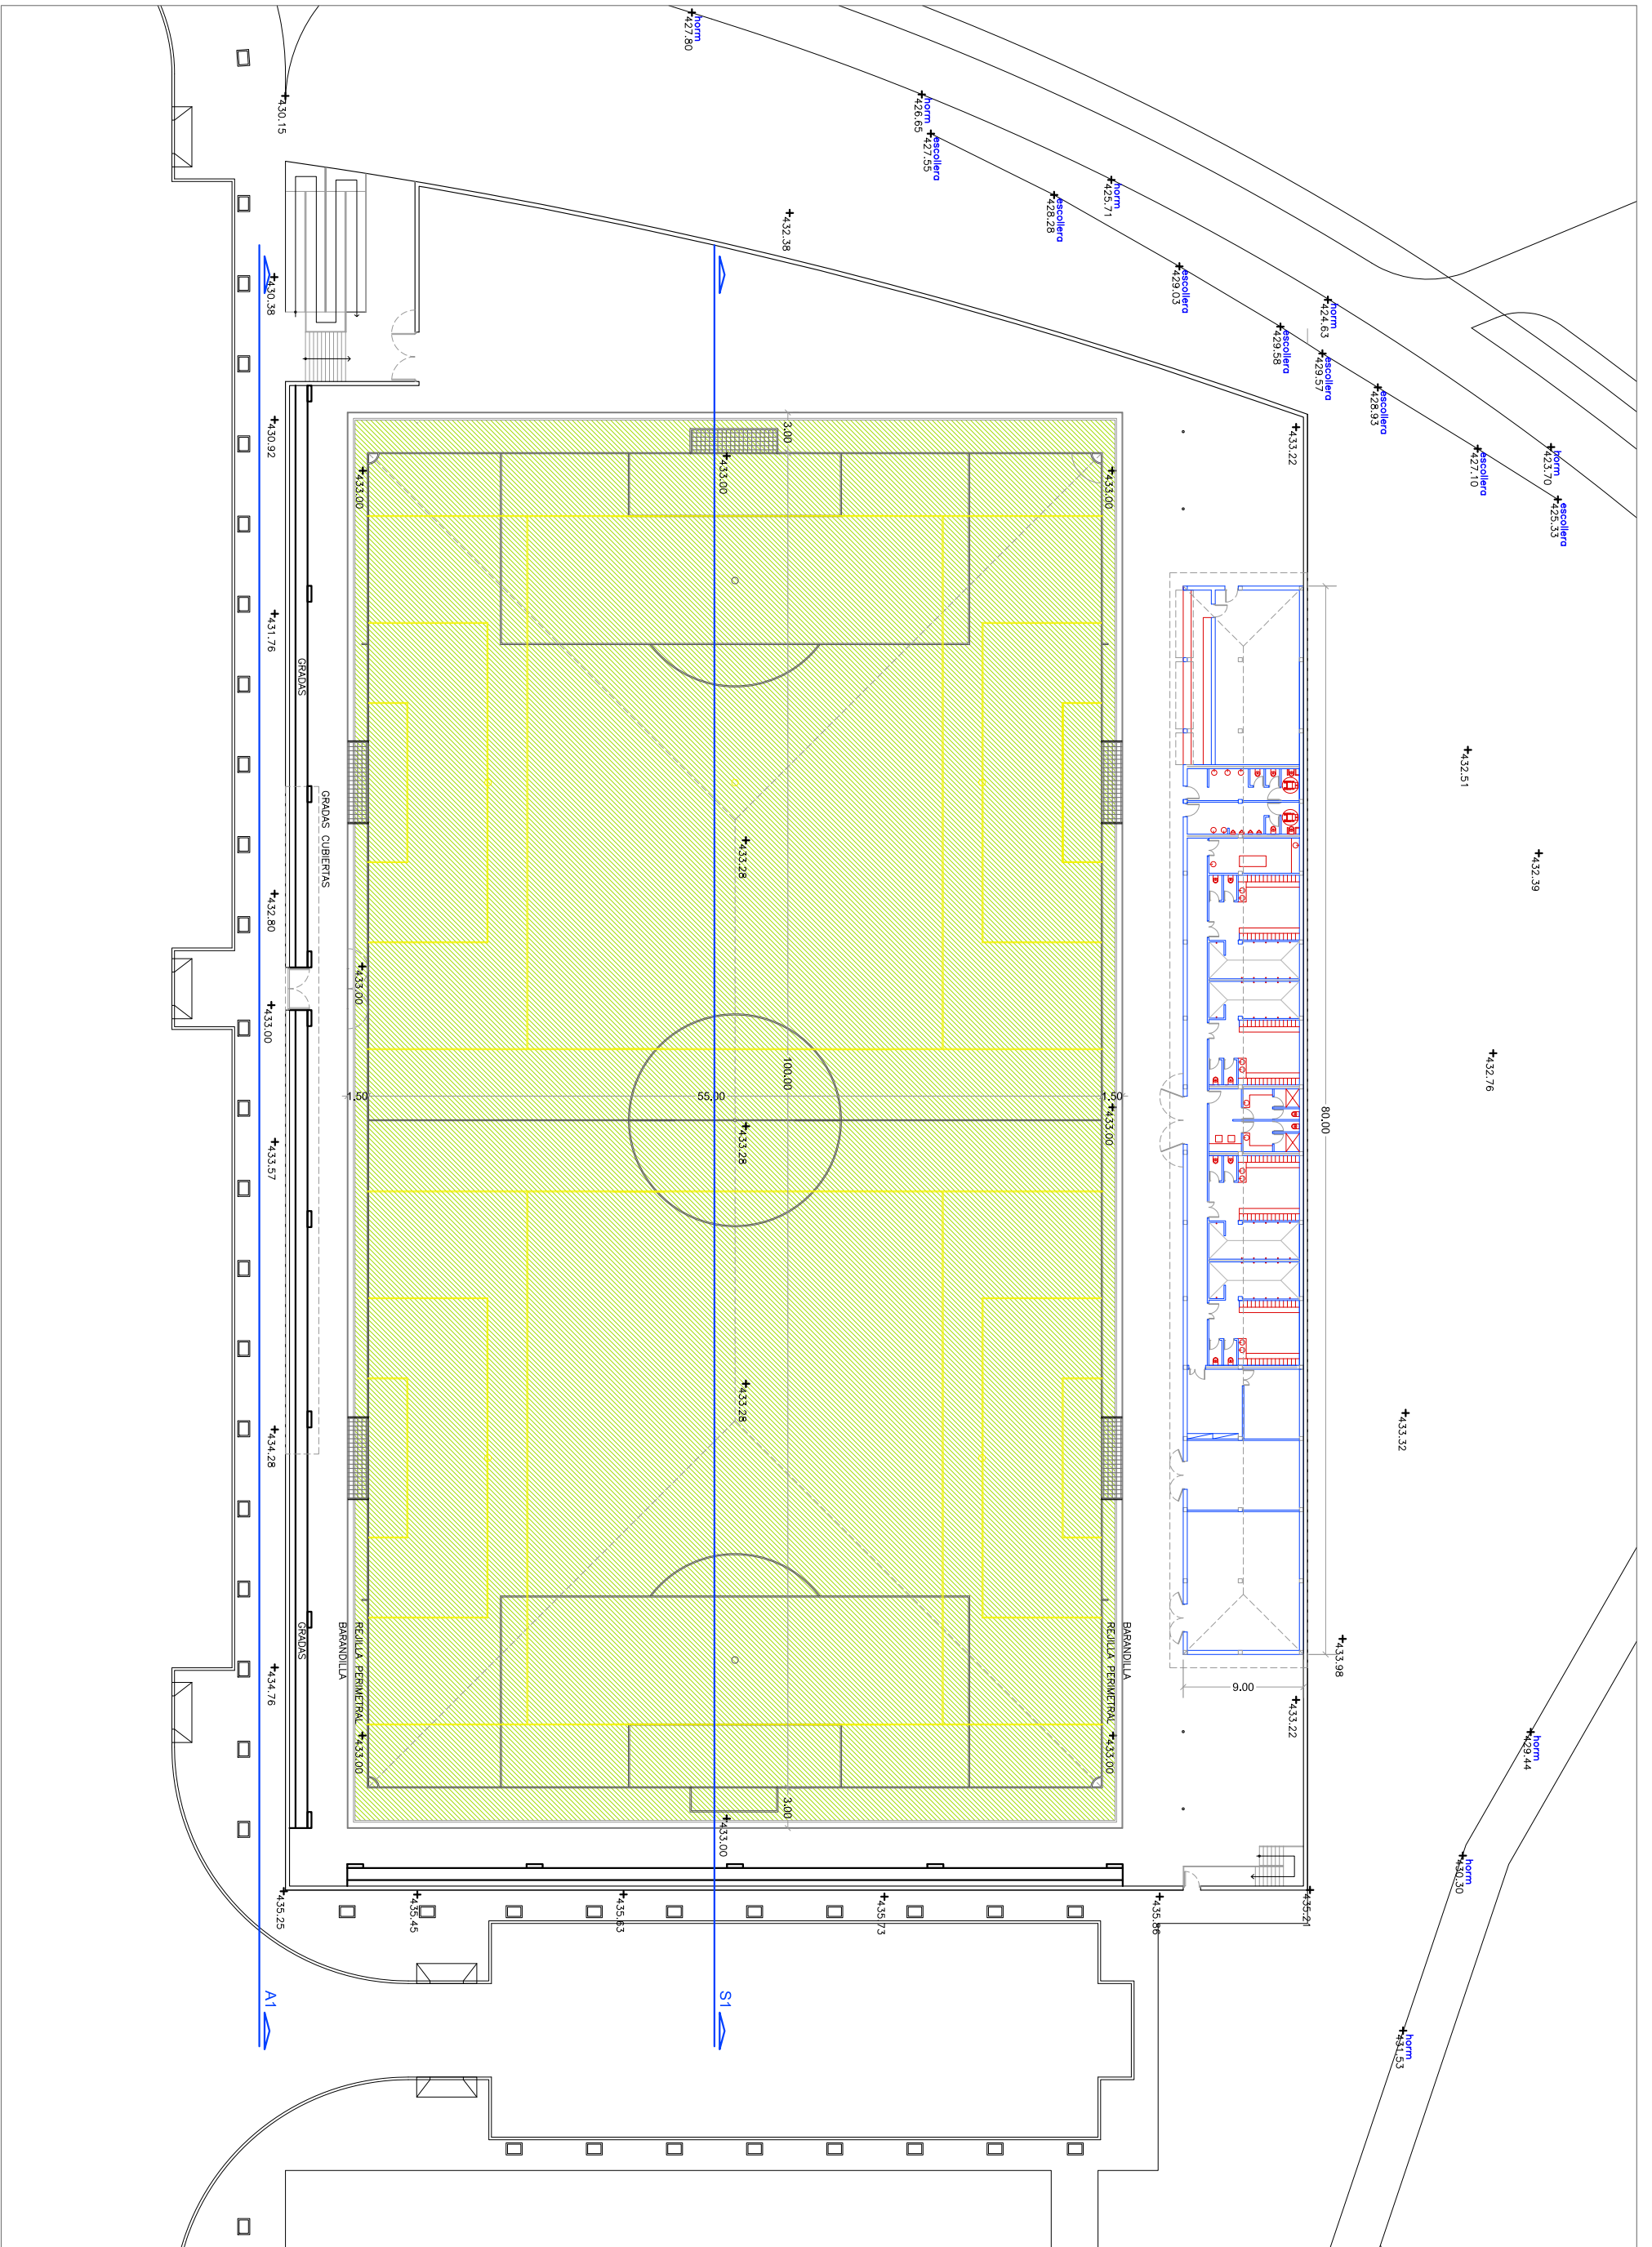 horm
427.80
horm
426.65
escollera
427.55
430.15
horm
425.71
escollera
428.28
432.38
escollera
429.03
430.38
horm
424.63
escollera
429.58
escollera
429.57
escollera
428.93
430.92
3.00
433.22
horm
423.70
escollera
427.10
433.00
433.00
433.00
escollera
425.33
431.76
GRADAS
432.51
GRADAS CUBIERTAS
433.28
432.39
432.80
433.00
433.00
100.00
432.76
1.50
55.00
1.50
433.00
80.00
433.28
433.57
433.28
433.32
434.28
GRADAS
BARANDILLA
REJILLA PERIMETRAL
REJILLA PERIMETRAL
BARANDILLA
433.98
434.76
9.00
433.22
433.00
433.00
horm
429.44
3.00
433.00
horm
430.30
435.25
435.45
435.63
435.73
435.86
435.21
A1
S1
horm
431.53